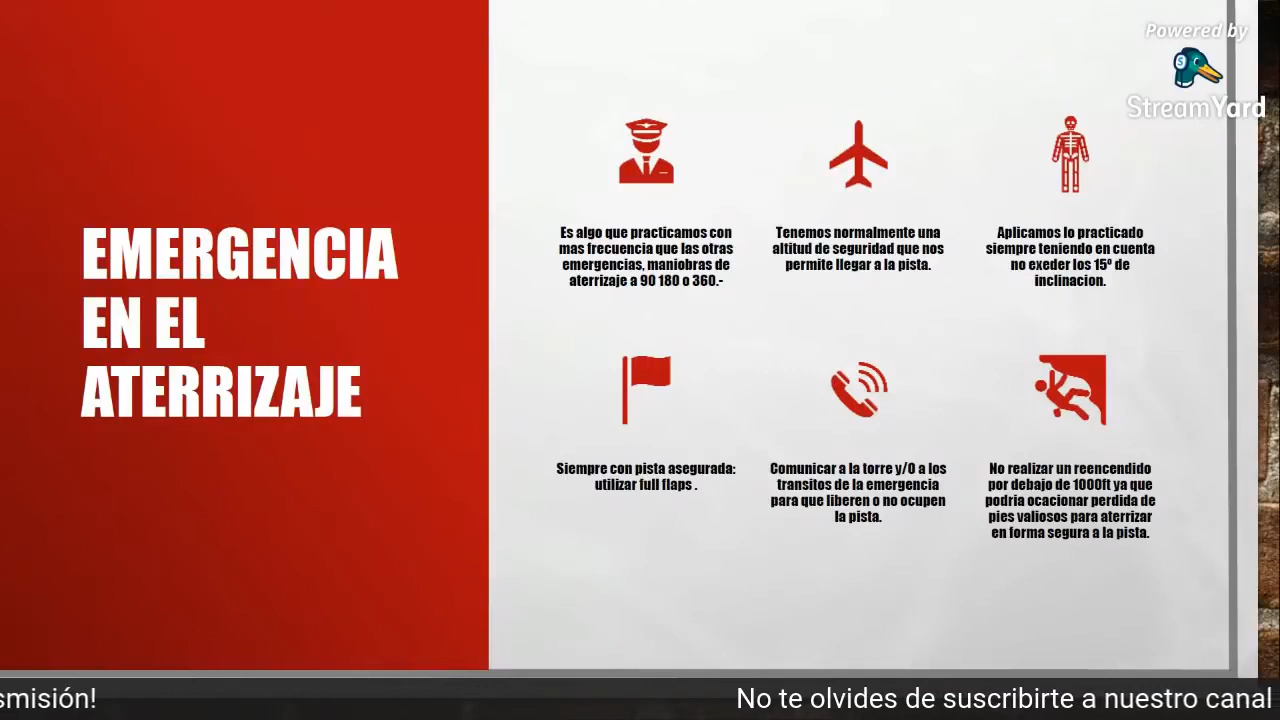 Powered by
StreamYard
EMERGENCIA
EN EL
ATERRIZAJE
Es algo que practicamos con
mas frecuencia que las otras
emergencias, maniobras de
aterrizaje a 90 180 o 360.-
Tenemos normalmente una
altitud de seguridad que nos
permite llegar a la pista.
Aplicamos lo practicado
siempre teniendo en cuenta
no exeder los 15º de
inclinacion.
Siempre con pista asegurada:
utilizar full flaps .
Comunicar a la torre y/O a los
transitos de la emergencia
para que liberen o no ocupen
la pista.
No realizar un reencendido
por debajo de 1000ft ya que
podria ocacionar perdida de
pies valiosos para aterrizar
en forma segura a la pista.
smisión! No te olvides de suscribirte a nuestro canal